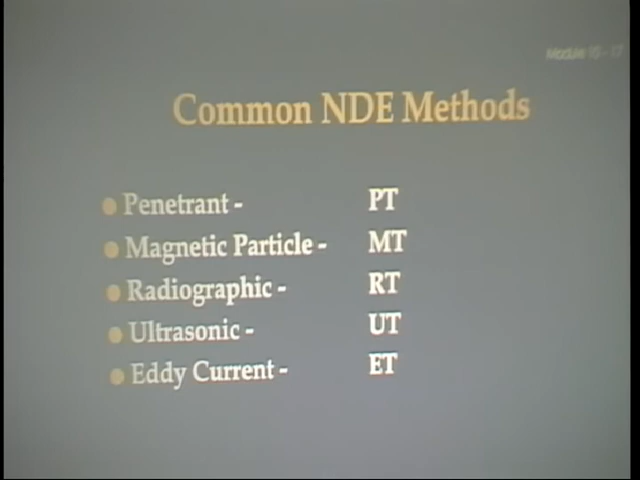 Common NDE Methods
Penetrant - PT
Magnetic Particle - MT
Radiographic - RT
Ultrasonic - UT
Eddy Current - ET